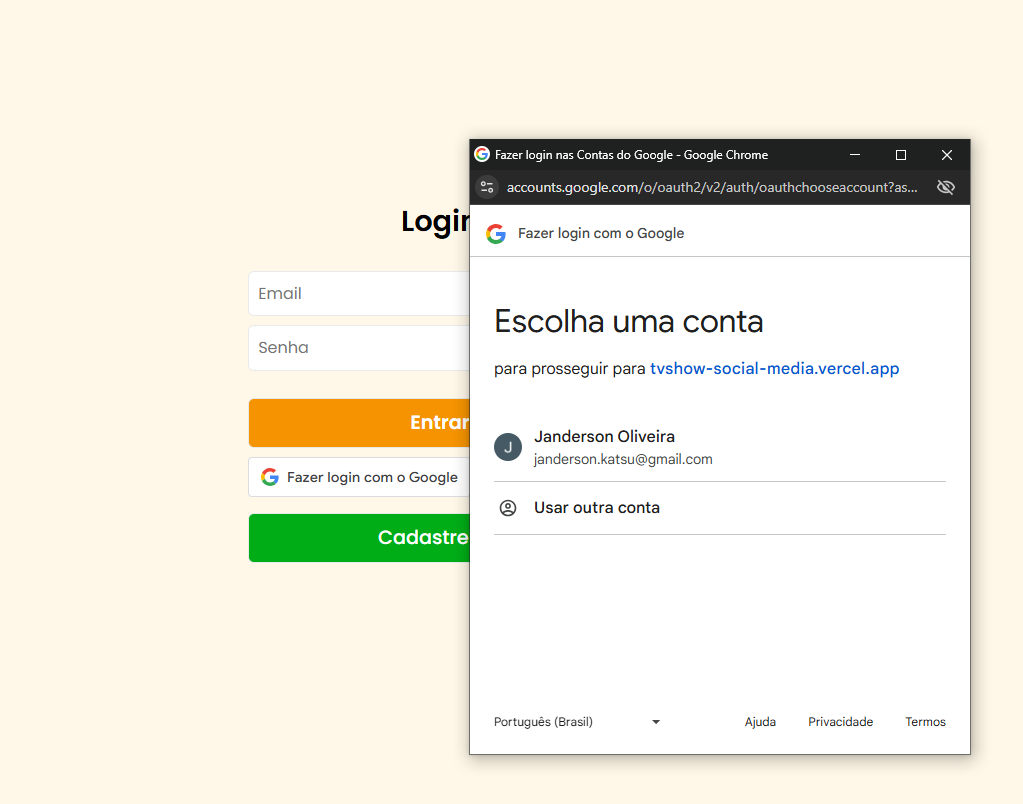 Fazer login nas Contas do Google - Google Chrome
accounts.google.com/o/oauth2/v2/auth/oauthchooseaccount?as...
Fazer login com o Google
Escolha uma conta
para prosseguir para tvshow-social-media.vercel.app
J
Janderson Oliveira
janderson.katsu@gmail.com
Usar outra conta
Português (Brasil)
Ajuda
Privacidade
Termos
Login
Email
Senha
Entrar
Fazer login com o Google
Cadastre